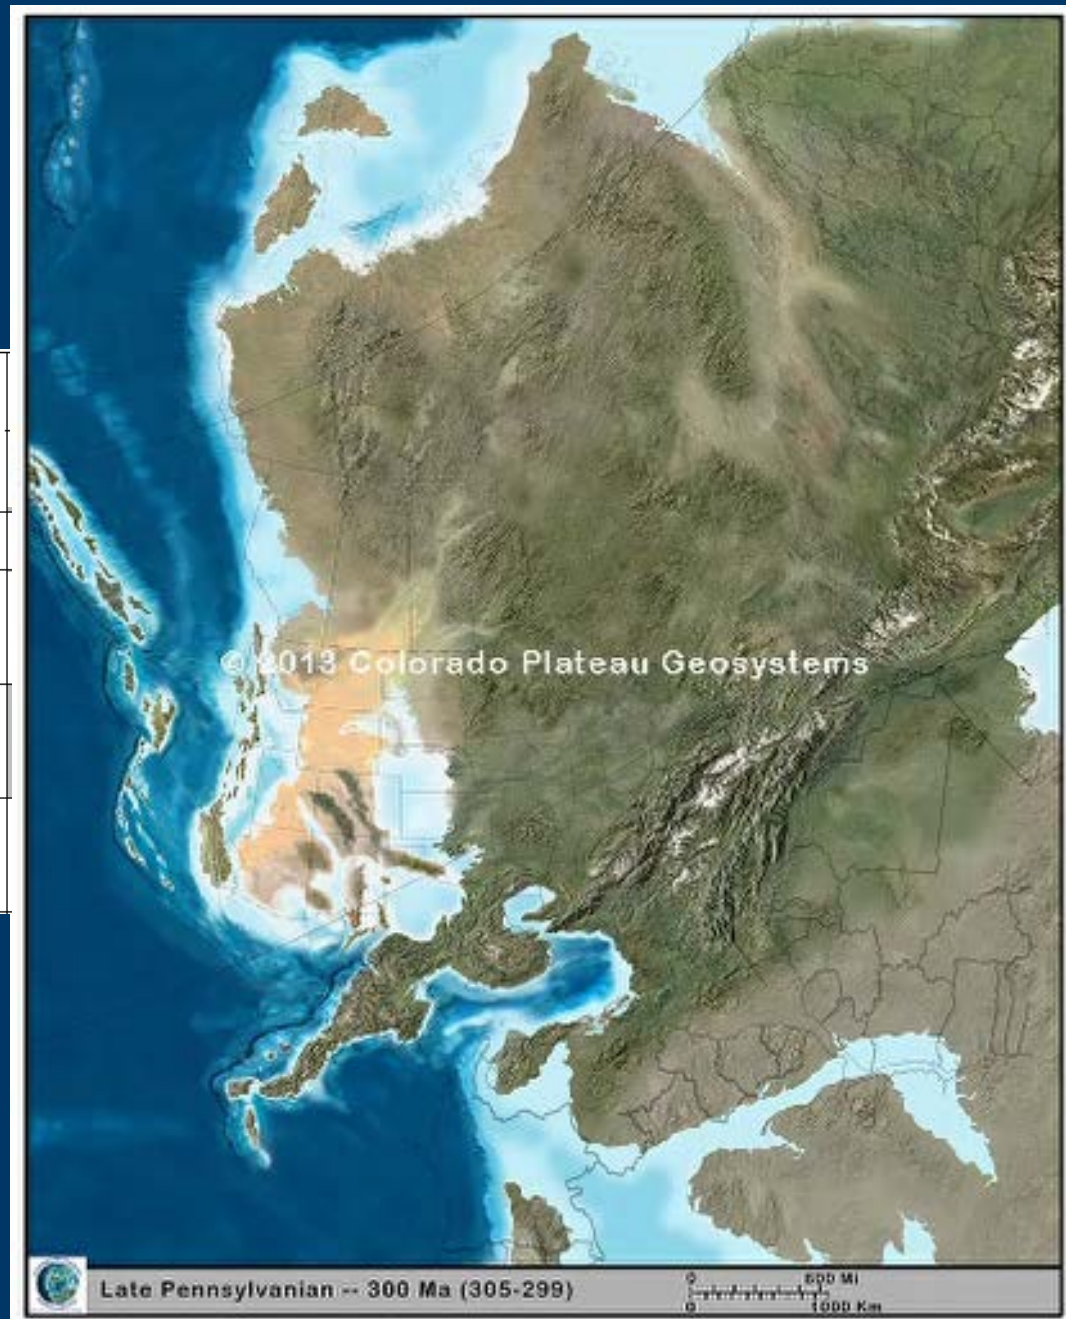 © 2013 Colorado Plateau Geosystems
Late Pennsylvanian -- 300 Ma (305-299)
0 600 Mi
0 1000 Km